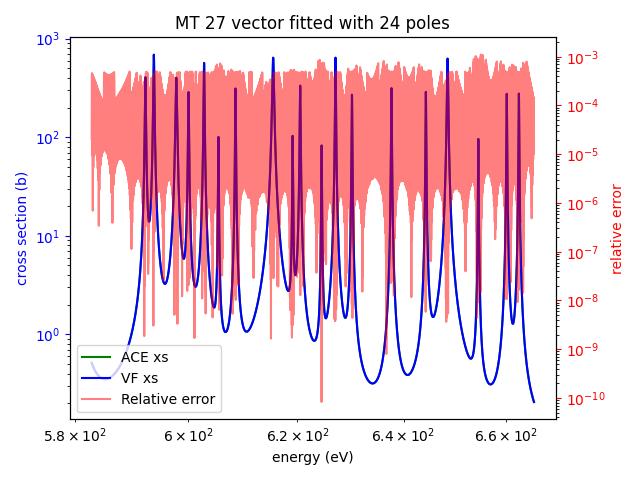 MT 27 vector fitted with 24 poles
10³
10²
10¹
10⁰
cross section (b)
10⁻³
10⁻⁴
10⁻⁵
10⁻⁶
10⁻⁷
10⁻⁸
10⁻⁹
10⁻¹⁰
relative error
ACE xs
VF xs
Relative error
5.8 × 10² 6 × 10² 6.2 × 10² 6.4 × 10² 6.6 × 10²
energy (eV)